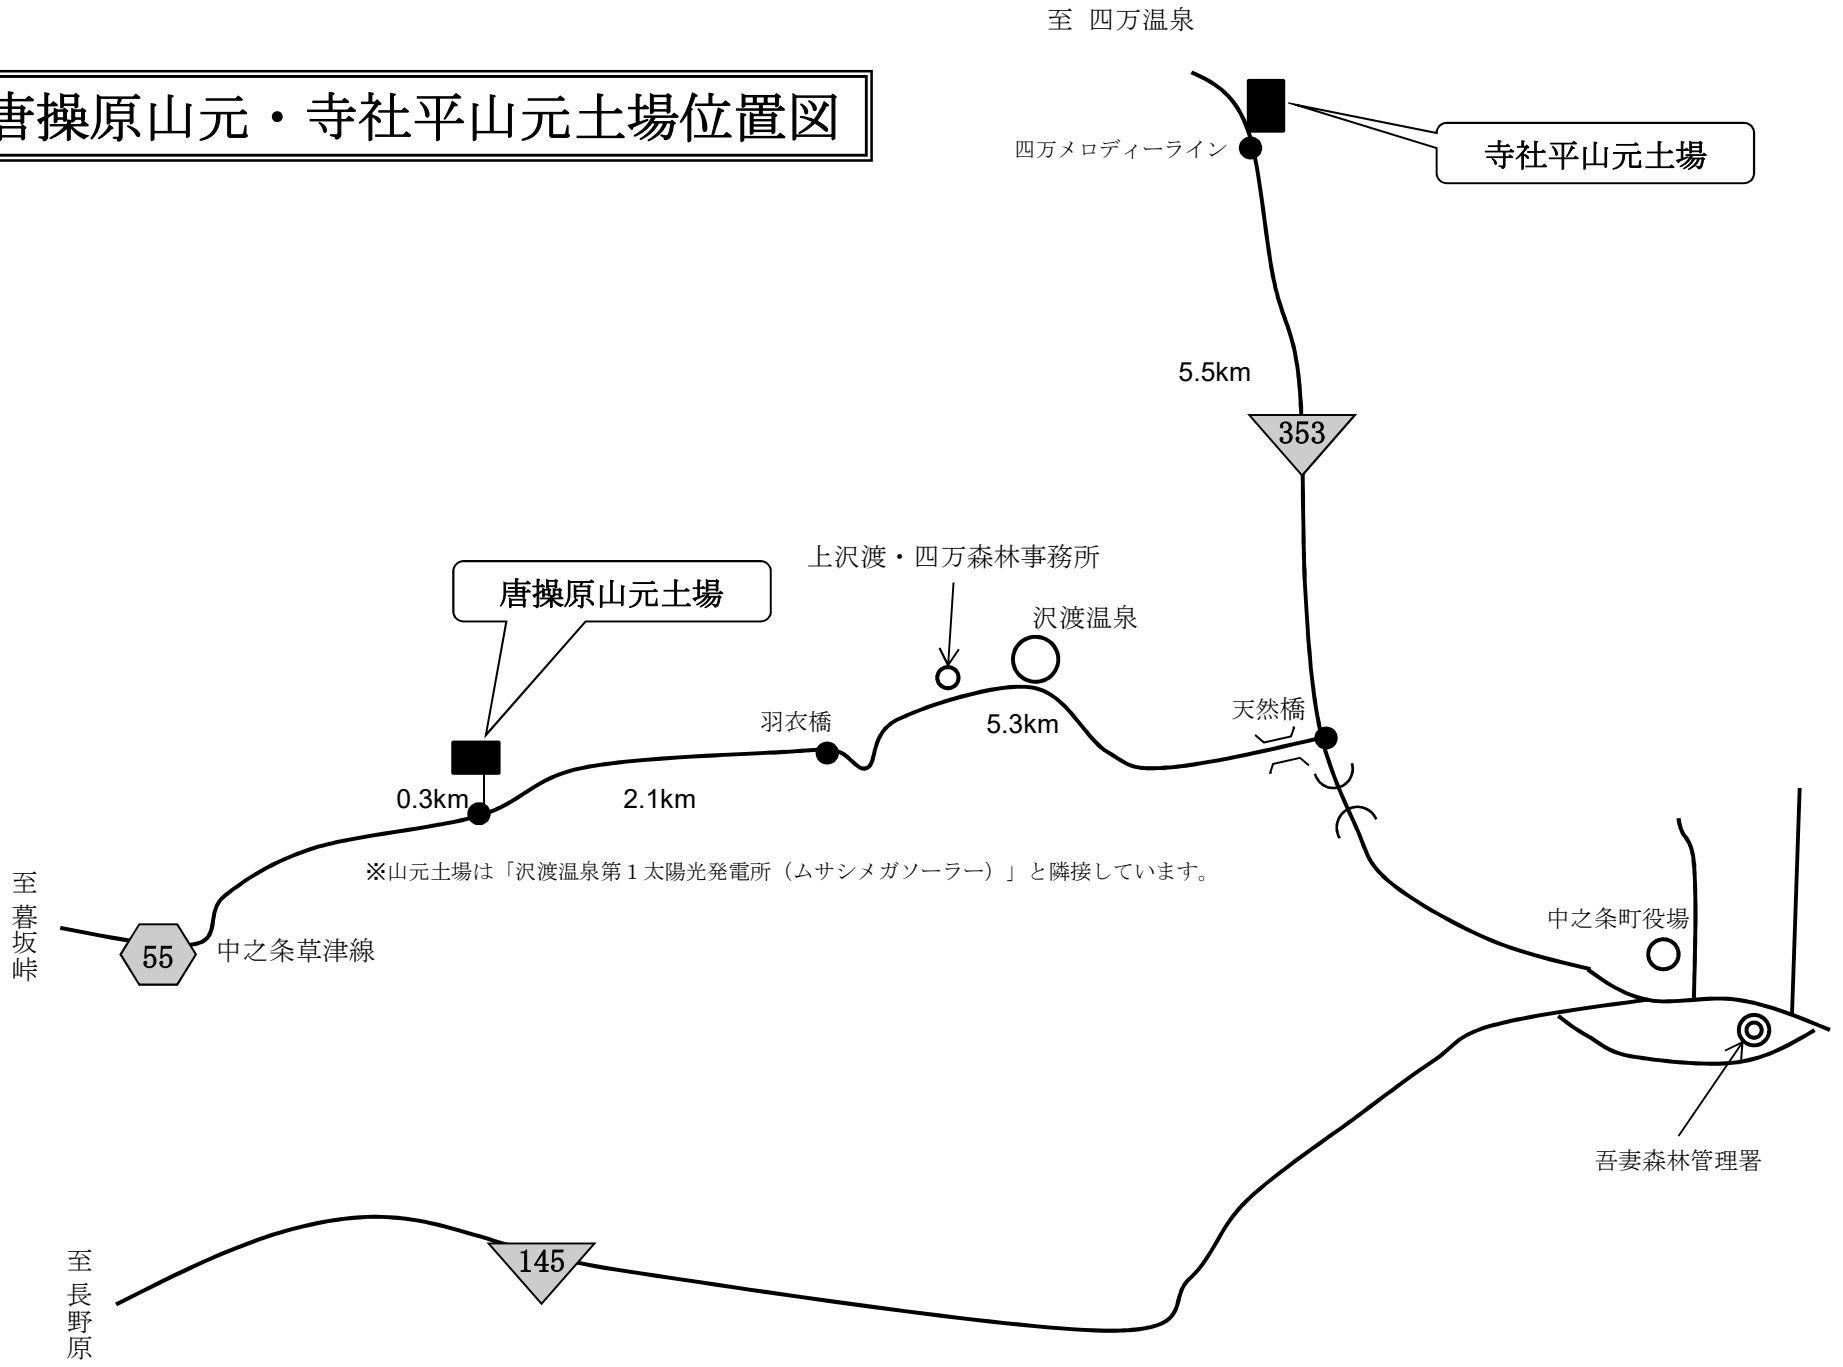 至 四万温泉
唐操原山元・寺社平山元土場位置図
四万メロディーライン
寺社平山元土場
5.5km
353
上沢渡・四万森林事務所
唐操原山元土場
沢渡温泉
天然橋
羽衣橋
5.3km
0.3km
2.1km
※山元土場は「沢渡温泉第１太陽光発電所（ムサシメガソーラー）」と隣接しています。
至 暮坂峠
中之条町役場
55
中之条草津線
吾妻森林管理署
145
至 長野原